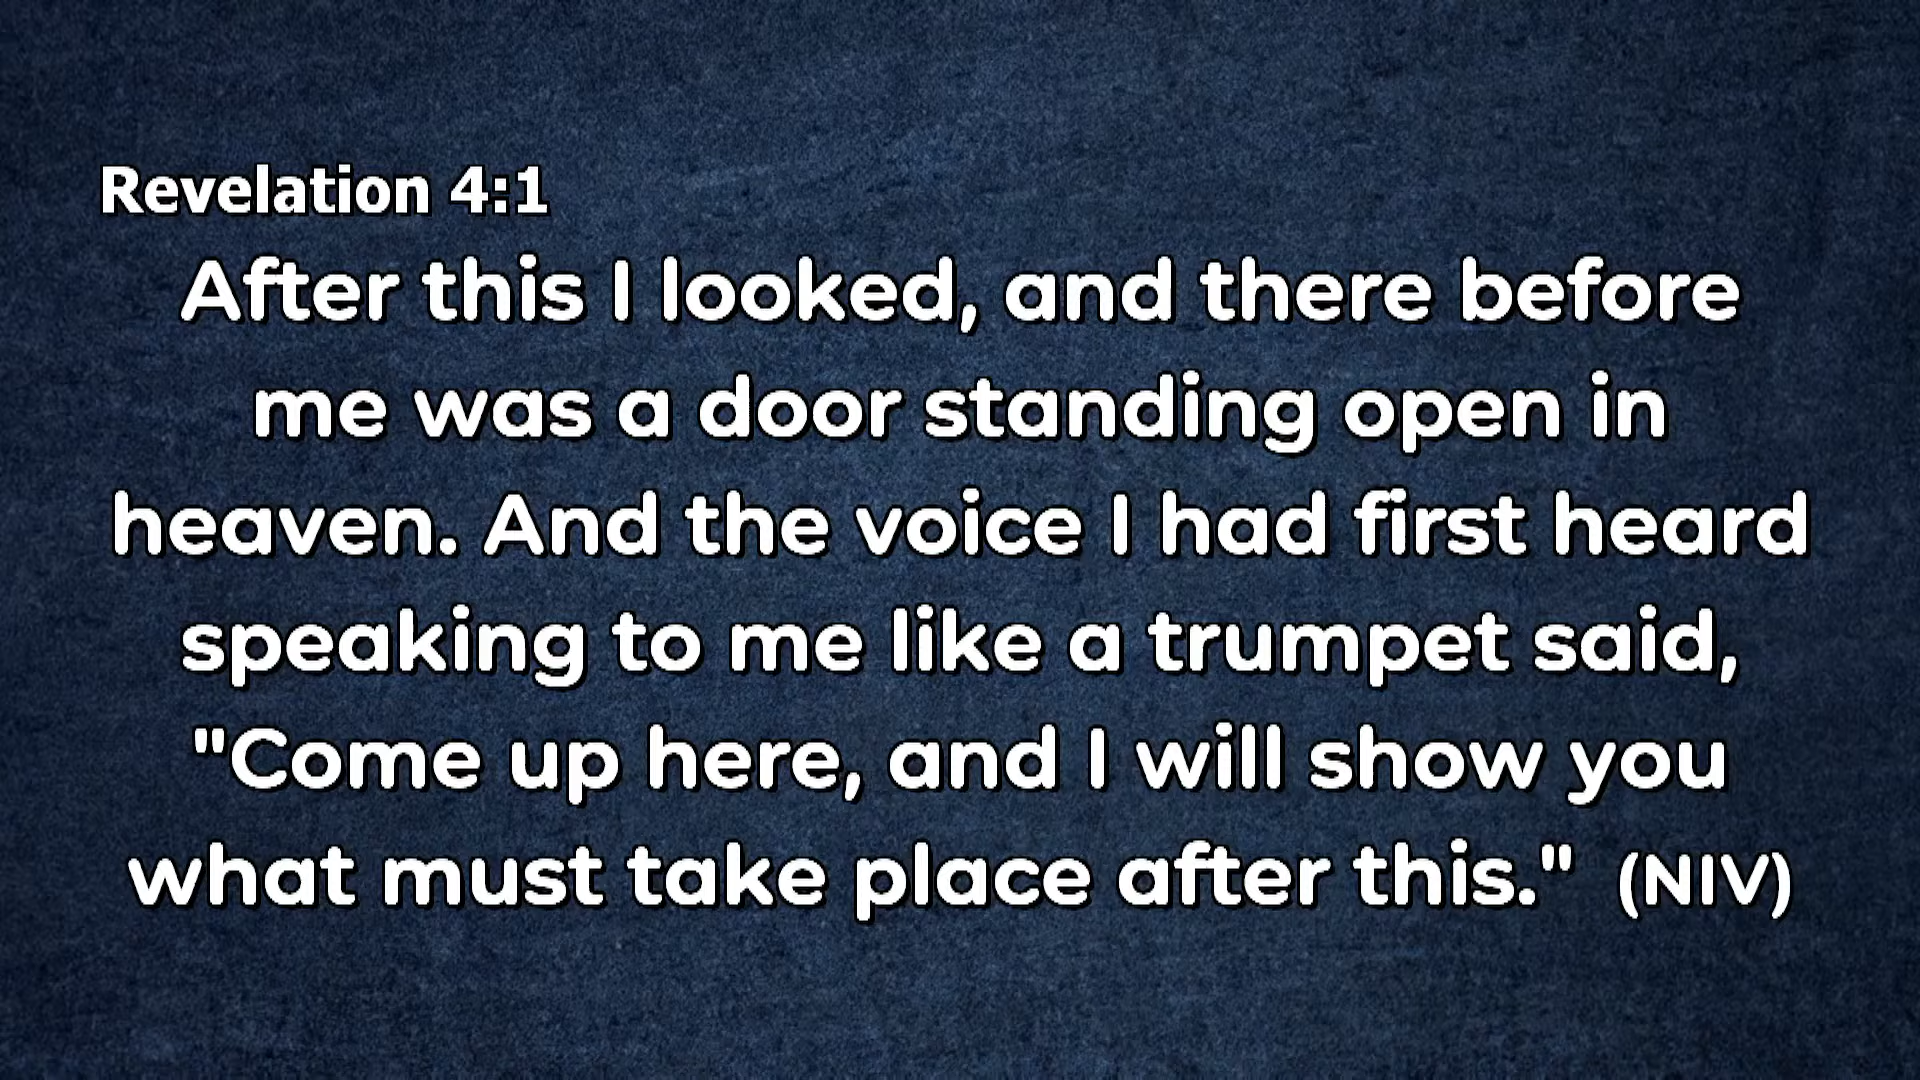 Revelation 4:1
After this I looked, and there before
me was a door standing open in
heaven. And the voice I had first heard
speaking to me like a trumpet said,
"Come up here, and I will show you
what must take place after this." (NIV)